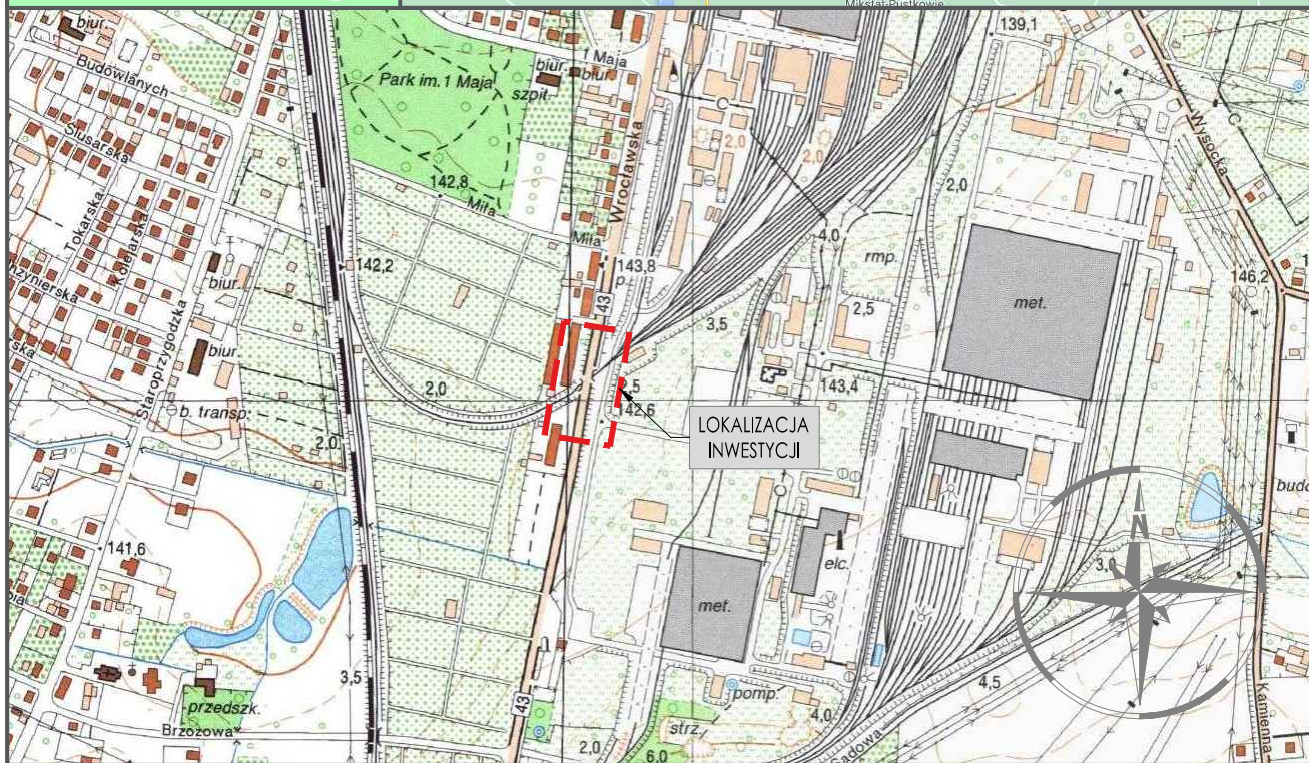 Mikstat-Pustkowie
biur.
Budowlanych
Ślusarska
Tokarska
Kolejarska
Staroprzygodzka
biur.
biur.
b. transp.
2,0
141,6
przedszk.
Brzozowa
3,5
Park im. 1 Maja
biur.
szpit.
1 Maja
biur.
142,8
Miła
Miła
142,2
2,0
Wrocławska
143,8
p.
43
2,5
142,6
LOKALIZACJA
INWESTYCJI
139,1
C
2,0
2,0
2,0
4,0
rmp.
2,5
3,5
143,4
met.
146,2
Wysocka
C
C
elc.
met.
N
3,0
4,5
pomp.
4,0
strz.
6,0
2,0
43
Sadowa
Kamienna